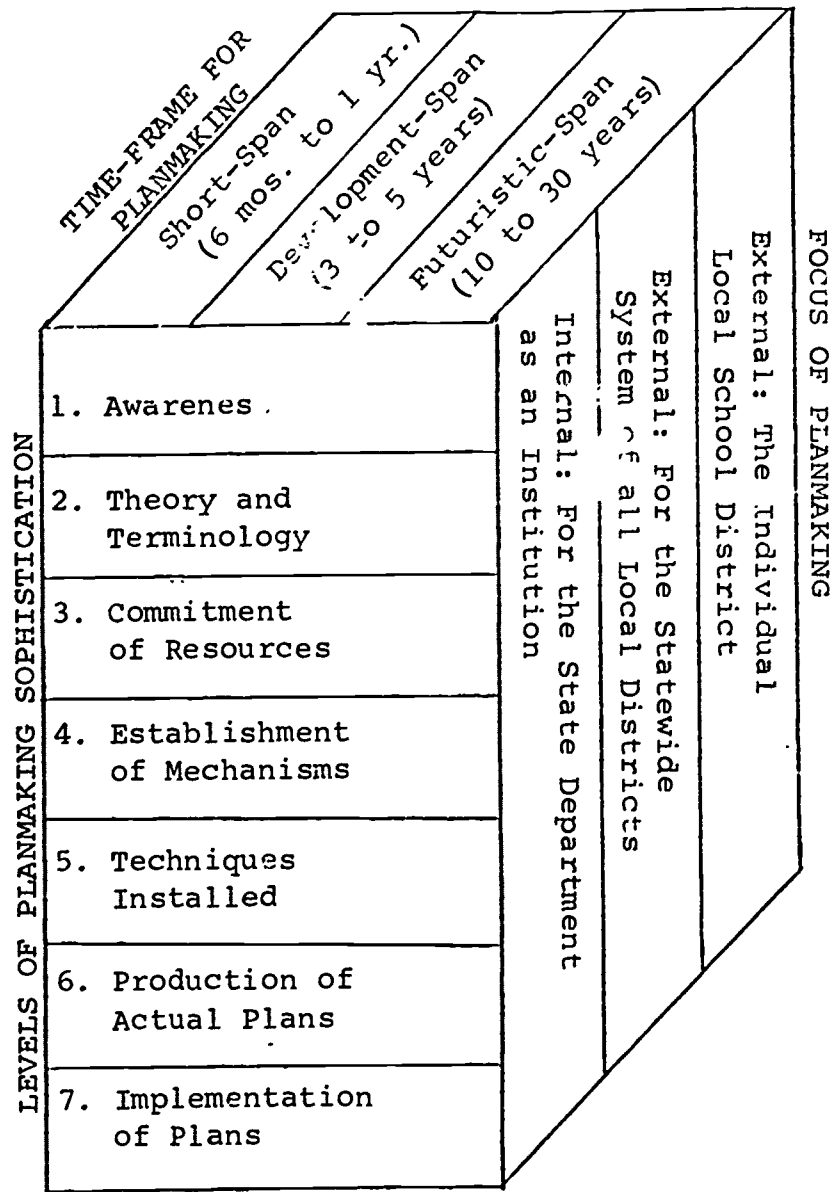 TIME-FRAME FOR
PLANMAKING
Short-Span
(6 mos. to 1 yr.)
Dev lopment-Span
(3 to 5 years)
Futuristic-Span
(10 to 30 years)
FOCUS OF PLANMAKING
External: The Individual
Local School District
External: For the Statewide
System of all Local Districts
Internal: For the State Department
as an Institution
LEVELS OF PLANMAKING SOPHISTICATION
1. Awarenes
2. Theory and
Terminology
3. Commitment
of Resources
4. Establishment
of Mechanisms
5. Techniques
Installed
6. Production of
Actual Plans
7. Implementation
of Plans